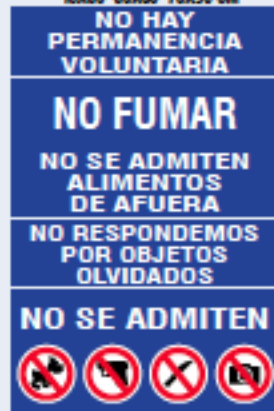 NO HAY
PERMANENCIA
VOLUNTARIA
NO FUMAR
NO SE ADMITEN
ALIMENTOS
DE AFUERA
NO RESPONDEMOS
POR OBJETOS
OLVIDADOS
NO SE ADMITEN